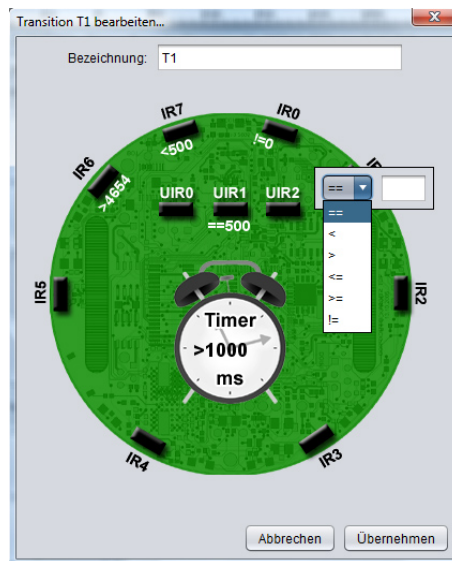 Transition T1 bearbeiten...
Bezeichnung: T1
IR7
IR0
<500
!=0
IR6
>4654
UIR0 UIR1 UIR2
==500
==
==
<
>
<=
>=
!=
IR5
IR2
Timer
>1000
ms
IR4
IR3
Abbrechen Übernehmen